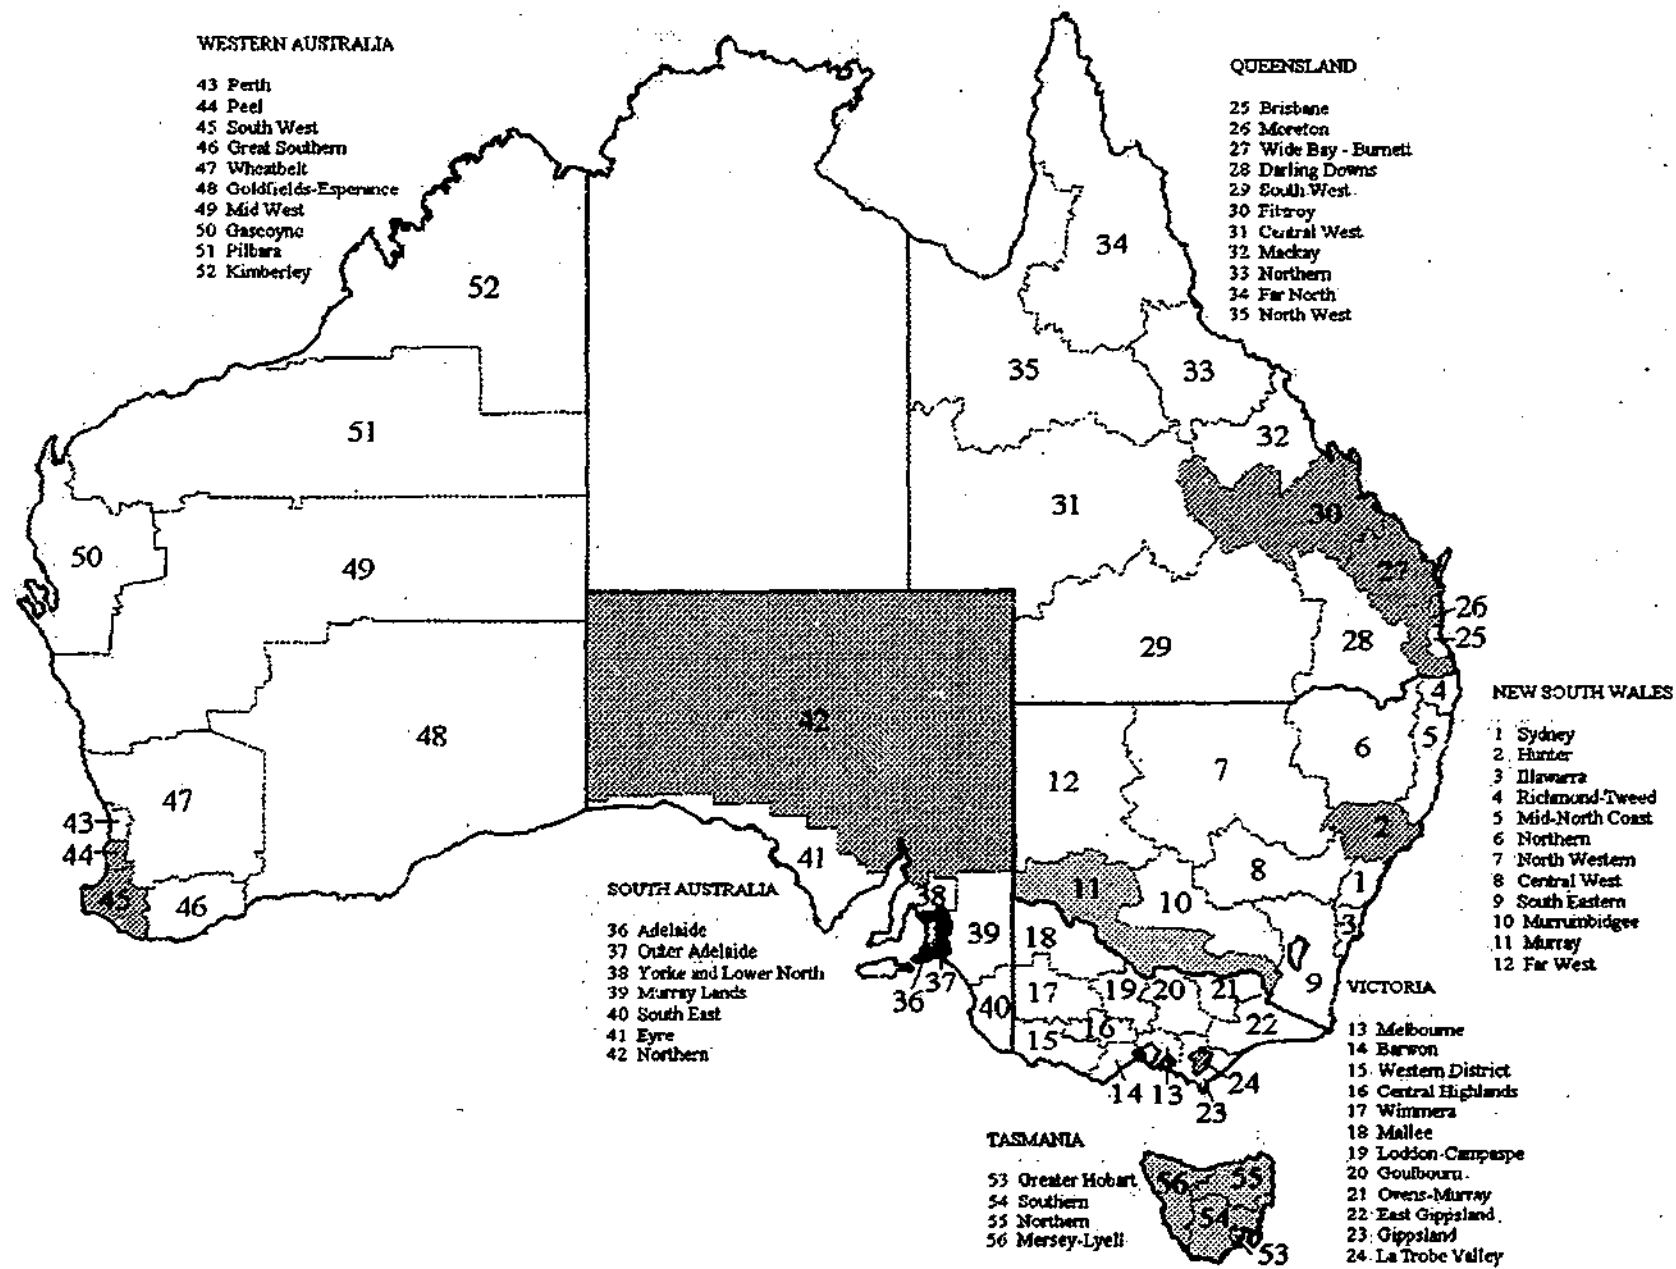 WESTERN AUSTRALIA
43 Perth
44 Peel
45 South West
46 Great Southern
47 Wheatbelt
48 Goldfields-Esperance
49 Mid West
50 Gascoyne
51 Pilbara
52 Kimberley
QUEENSLAND
25 Brisbane
26 Moreton
27 Wide Bay - Burnett
28 Darling Downs
29 South West
30 Fitzroy
31 Central West
32 Mackay
33 Northern
34 Far North
35 North West
NEW SOUTH WALES
1 Sydney
2 Hunter
3 Illawarra
4 Richmond-Tweed
5 Mid-North Coast
6 Northern
7 North Western
8 Central West
9 South Eastern
10 Murrumbidgee
11 Murray
12 Far West
SOUTH AUSTRALIA
36 Adelaide
37 Outer Adelaide
38 Yorke and Lower North
39 Murray Lands
40 South East
41 Eyre
42 Northern
VICTORIA
13 Melbourne
14 Barwon
15 Western District
16 Central Highlands
17 Wimmera
18 Mallee
19 Loddon-Campaspe
20 Goulbourn
21 Ovens-Murray
22 East Gippsland
23 Gippsland
24 La Trobe Valley
TASMANIA
53 Greater Hobart
54 Southern
55 Northern
56 Mersey-Lyell
34
52
35
33
51
32
31
30
50
49
27
26
29
28
25
4
42
48
5
6
7
12
47
43
2
44
41
8
1
11
45
46
38
10
3
39
18
9
37
36
40
17
19
20
21
22
16
15
24
14
13
23
56
55
54
53